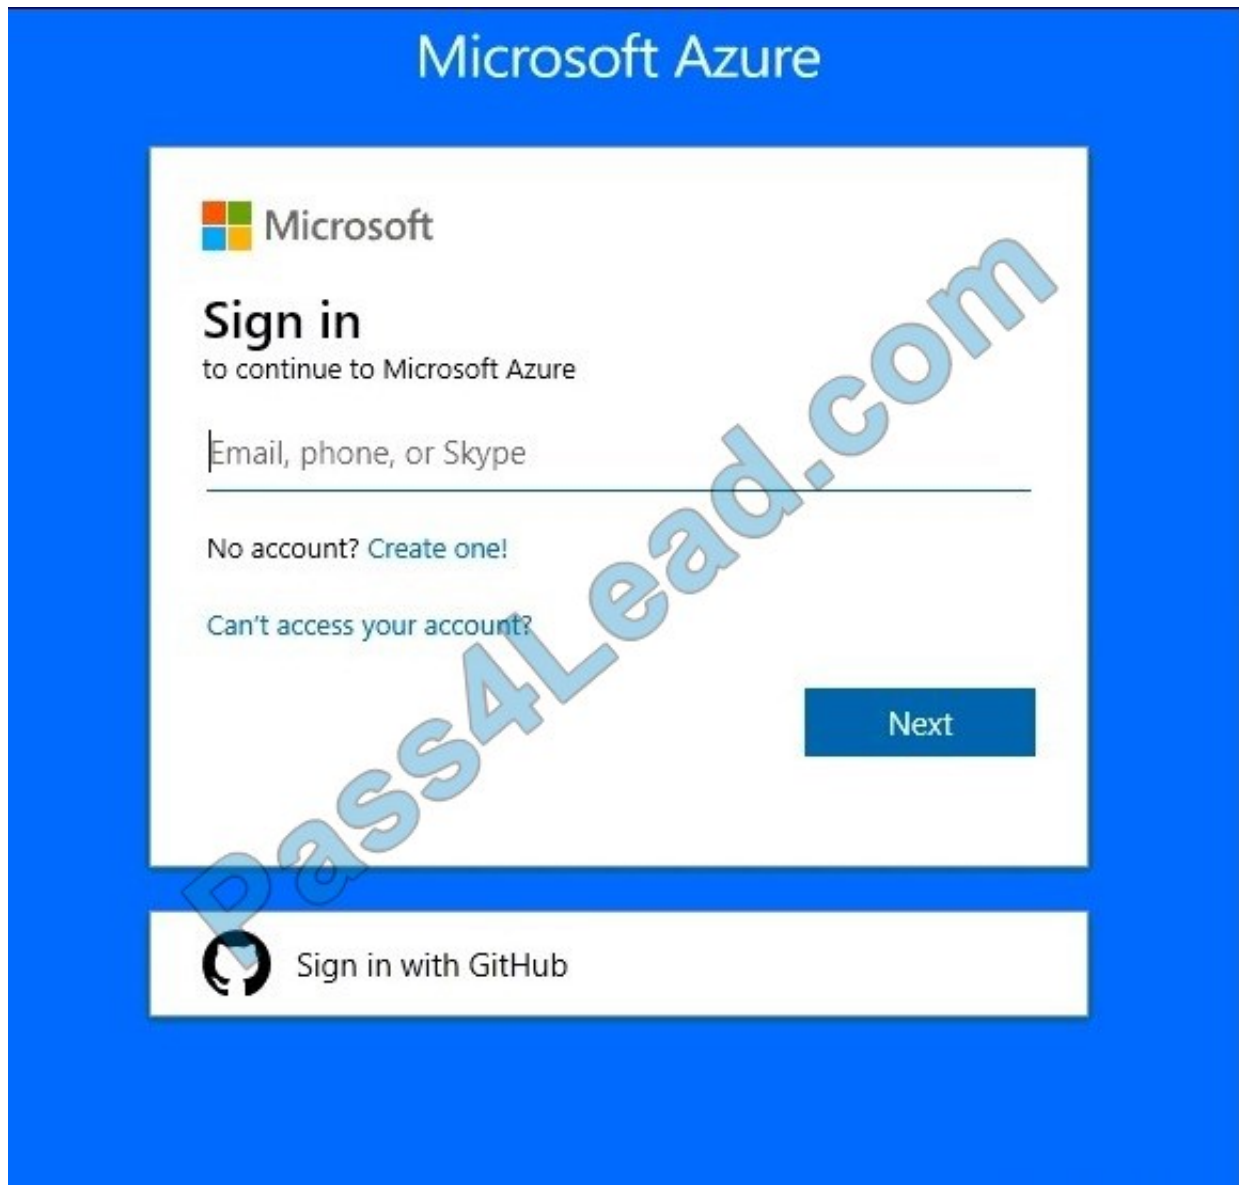 Microsoft Azure
Microsoft
Sign in
to continue to Microsoft Azure
Email, phone, or Skype
No account? Create one!
Can't access your account?
Next
Sign in with GitHub
Pass4Lead.com